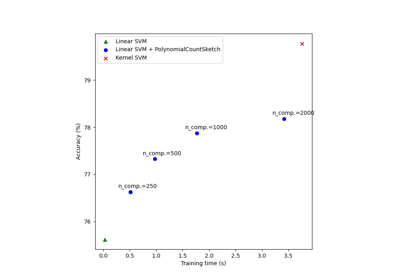 Linear SVM
Linear SVM + PolynomialCountSketch
Kernel SVM
79
n_comp.=2000
n_comp.=1000
78
n_comp.=500
77
n_comp.=250
76
Accuracy (%)
0.0 0.5 1.0 1.5 2.0 2.5 3.0 3.5
Training time (s)